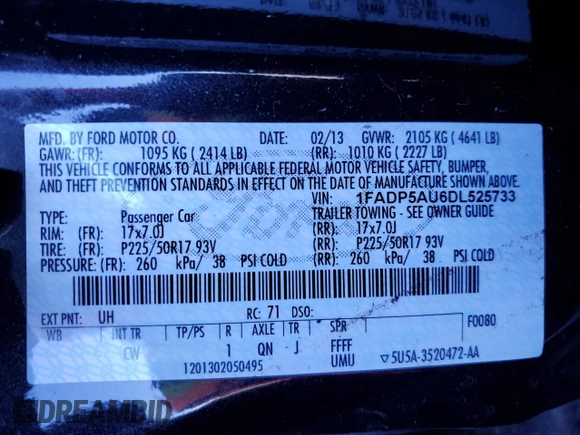 MFD. BY FORD MOTOR CO. DATE: 02/13 GVWR: 2105 KG ( 4641 LB)
GAWR: (FR): 1095 KG ( 2414 LB) (RR): 1010 KG ( 2227 LB)
THIS VEHICLE CONFORMS TO ALL APPLICABLE FEDERAL MOTOR VEHICLE SAFETY, BUMPER,
AND THEFT PREVENTION STANDARDS IN EFFECT ON THE DATE OF MANUFACTURE SHOWN ABOVE.
VIN: 1FADP5AU6DL525733
TYPE: Passenger Car TRAILER TOWING - SEE OWNER GUIDE
RIM: (FR): 17x7.0J (RR): 17x7.0J
TIRE: (FR): P225/50R17 93V (RR): P225/50R17 93V
PRESSURE: (FR): 260 kPa/ 38 PSI COLD (RR): 260 kPa/ 38 PSI COLD
EXT PNT: UH RC: 71 DSO: F0080
WB INT TR TP/PS R AXLE TR SPR
CW 1 QN J FFFF
UMU
1201302050495
▽5U5A-3520472-AA
DREAMBID